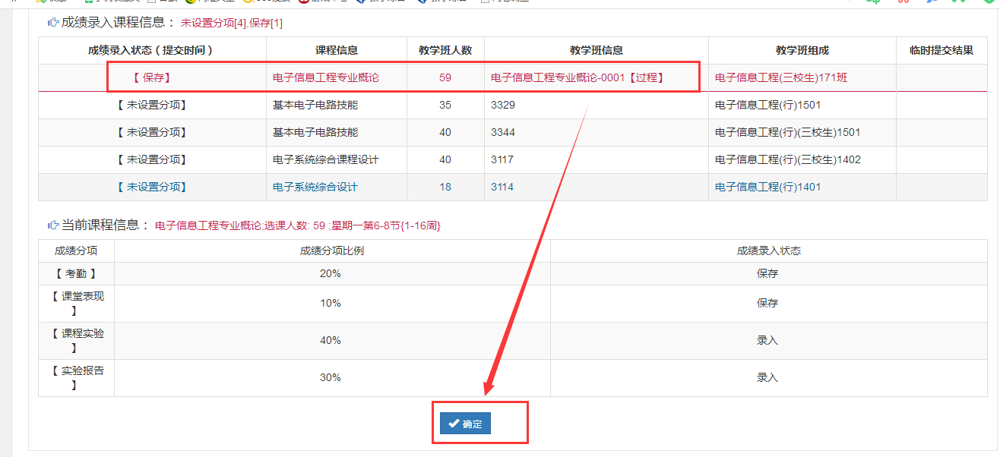 成绩录入课程信息： 未设置分项[4],保存[1]
成绩录入状态（提交时间） 课程信息 教学班人数 教学班信息 教学班组成 临时提交结果
【 保存】 电子信息工程专业概论 59 电子信息工程专业概论-0001【过程】 电子信息工程(三校生)171班
【 未设置分项】 基本电子电路技能 35 3329 电子信息工程(行)1501
【 未设置分项】 基本电子电路技能 40 3344 电子信息工程(行)(三校生)1501
【 未设置分项】 电子系统综合课程设计 40 3117 电子信息工程(行)(三校生)1402
【 未设置分项】 电子系统综合设计 18 3114 电子信息工程(行)1401
当前课程信息： 电子信息工程专业概论;选课人数: 59 ;星期一第6-8节{1-16周}
成绩分项 成绩分项比例 成绩录入状态
【 考勤 】 20% 保存
【 课堂表现
】 10% 保存
【 课程实验
】 40% 录入
【 实验报告
】 30% 录入
确定